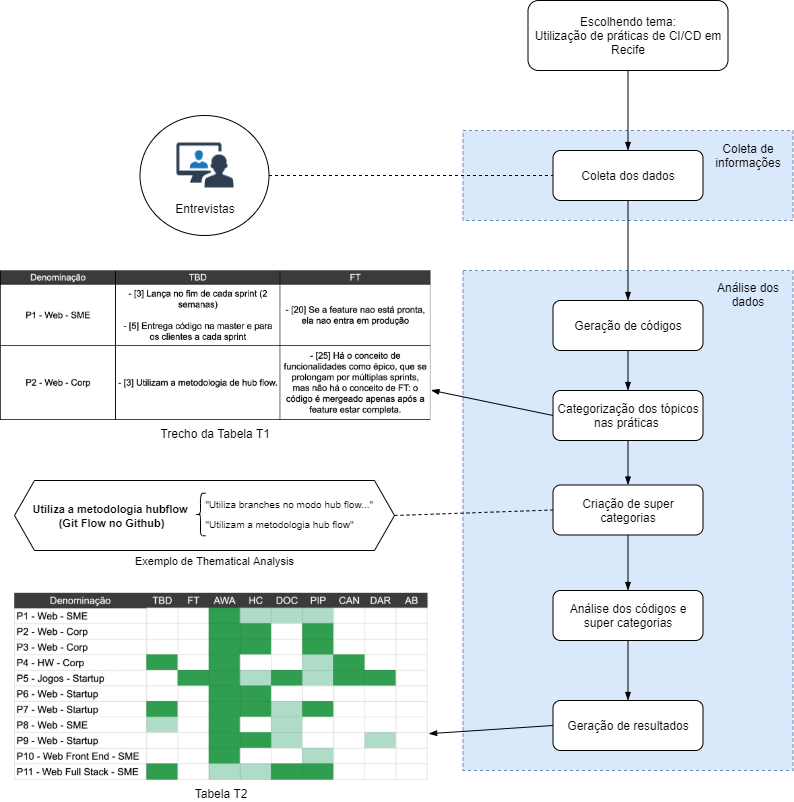 Escolhendo tema:
Utilização de práticas de CI/CD em
Recife
Coleta de
informações
Coleta dos dados
Entrevistas
Denominação TBD FT
P1 - Web - SME
- [3] Lança no fim de cada sprint (2
semanas)
- [5] Entrega código na master e para
os clientes a cada sprint
- [20] Se a feature nao está pronta,
ela nao entra em produção
P2 - Web - Corp
- [3] Utilizam a metodologia de hub flow.
- [25] Há o conceito de
funcionalidades como épico, que se
prolongam por múltiplas sprints,
mas não há o conceito de FT: o
código é mergeado apenas após a
feature estar completa.
Trecho da Tabela T1
Análise dos
dados
Geração de códigos
Categorização dos tópicos
nas práticas
Criação de super
categorias
Utiliza a metodologia hubflow
(Git Flow no Github)
"Utiliza branches no modo hub flow..."
"Utilizam a metodologia hub flow"
Exemplo de Thematical Analysis
Análise dos códigos e
super categorias
Geração de resultados
Denominação TBD FT AWA HC DOC PIP CAN DAR AB
P1 - Web - SME
P2 - Web - Corp
P3 - Web - Corp
P4 - HW - Corp
P5 - Jogos - Startup
P6 - Web - Startup
P7 - Web - Startup
P8 - Web - SME
P9 - Web - Startup
P10 - Web Front End - SME
P11 - Web Full Stack - SME
Tabela T2